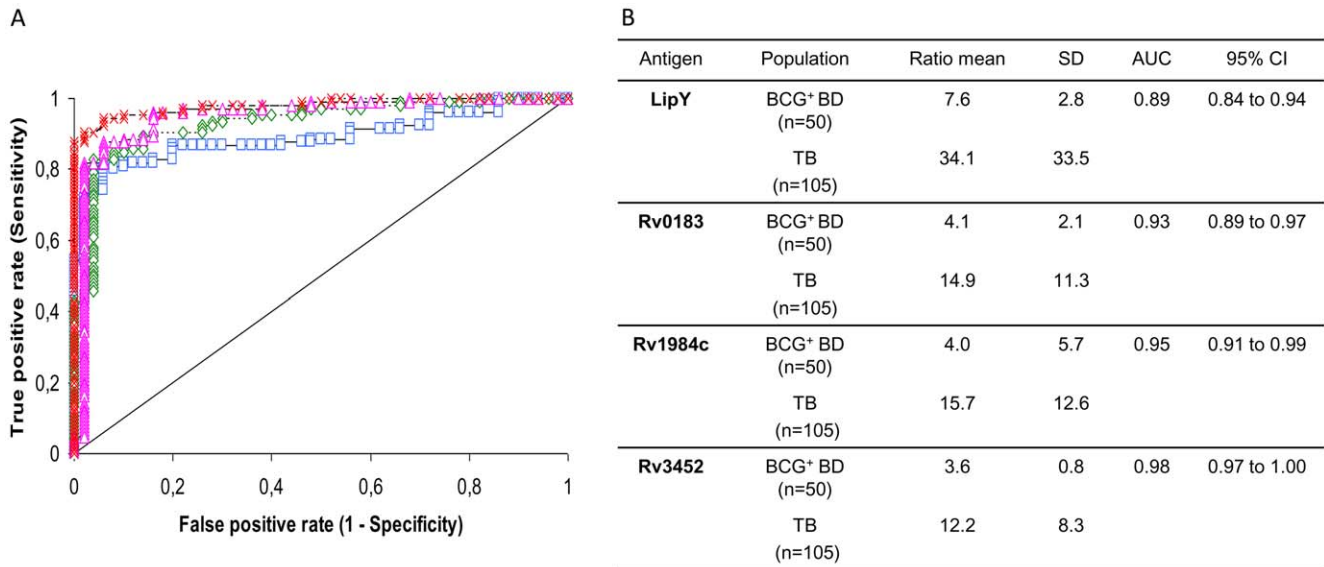 A
True positive rate (Sensitivity)
1
0,8
0,6
0,4
0,2
0
0 0,2 0,4 0,6 0,8 1
False positive rate (1 - Specificity)
B
Antigen Population Ratio mean SD AUC 95% CI
LipY BCG⁺ BD 7.6 2.8 0.89 0.84 to 0.94
(n=50)
TB 34.1 33.5
(n=105)
Rv0183 BCG⁺ BD 4.1 2.1 0.93 0.89 to 0.97
(n=50)
TB 14.9 11.3
(n=105)
Rv1984c BCG⁺ BD 4.0 5.7 0.95 0.91 to 0.99
(n=50)
TB 15.7 12.6
(n=105)
Rv3452 BCG⁺ BD 3.6 0.8 0.98 0.97 to 1.00
(n=50)
TB 12.2 8.3
(n=105)